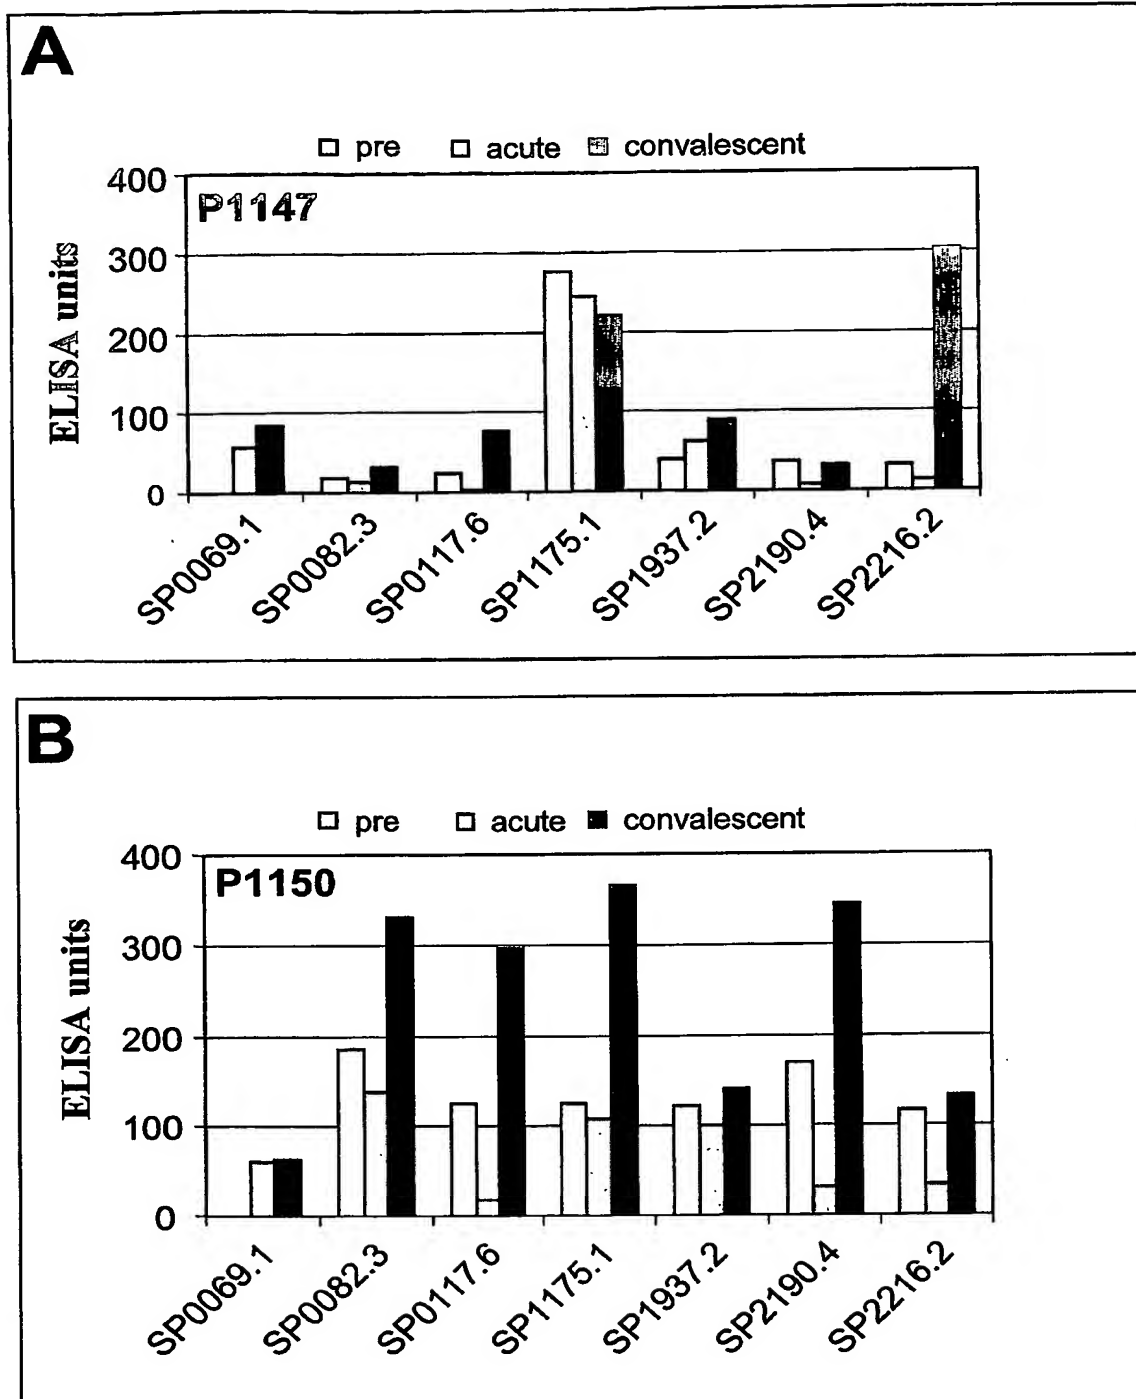 A
pre acute convalescent
P1147
400
300
200
100
0
ELISA units
SP0069.1 SP0082.3 SP0117.6 SP1175.1 SP1937.2 SP2190.4 SP2216.2
B
pre acute convalescent
P1150
400
300
200
100
0
ELISA units
SP0069.1 SP0082.3 SP0117.6 SP1175.1 SP1937.2 SP2190.4 SP2216.2